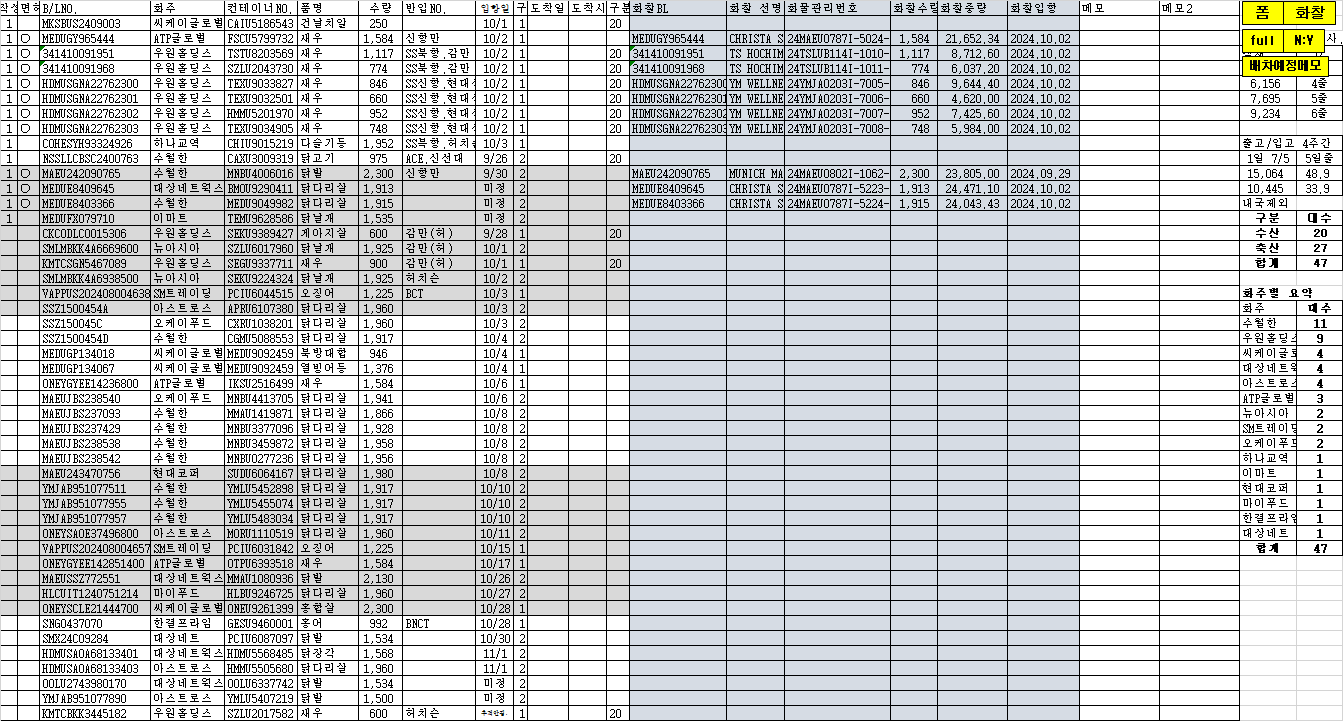 작성 면허 B/LNO. 화주 컨테이너NO. 품명 수량 반입NO. 입항일 구 도착일 도착시 구분 화찰BL 화찰 선명 화물관리번호 화찰수량 화찰중량 화찰입항 메모 메모2 폼 화찰
1 MKSBUS2409003 씨케이글로벌 CAIU5186543 건날치알 250 10/1 1 20
1 ○ MEDUGY965444 ATP글로벌 FSCU5799732 새우 1,584 신항만 10/2 1 MEDUGY965444 CHRISTA S 24MAEU0787I-5024- 1,584 21,652.34 2024.10.02 full N:Y 사.
1 ○ 341410091951 우원홀딩스 TSTU8203569 새우 1,117 SS북항.감만 10/2 1 20 341410091951 TS HOCHIM 24TSLUB114I-1010- 1,117 8,712.60 2024.10.02
1 ○ 341410091968 우원홀딩스 SZLU2043730 새우 774 SS북항.감만 10/2 1 20 341410091968 TS HOCHIM 24TSLUB114I-1011- 774 6,037.20 2024.10.02 배차예정메모
1 ○ HDMUSGNA22762300 우원홀딩스 TEXU9033827 새우 846 SS신항.현대 10/2 1 20 HDMUSGNA22762300 YM WELLNE 24YMJA0203I-7005- 846 9,644.40 2024.10.02 6,156 4줄
1 ○ HDMUSGNA22762301 우원홀딩스 TEXU9032501 새우 660 SS신항.현대 10/2 1 20 HDMUSGNA22762301 YM WELLNE 24YMJA0203I-7006- 660 4,620.00 2024.10.02 7,695 5줄
1 ○ HDMUSGNA22762302 우원홀딩스 HMMU5201970 새우 952 SS신항.현대 10/2 1 20 HDMUSGNA22762302 YM WELLNE 24YMJA0203I-7007- 952 7,425.60 2024.10.02 9,234 6줄
1 ○ HDMUSGNA22762303 우원홀딩스 TEXU9034905 새우 748 SS신항.현대 10/2 1 20 HDMUSGNA22762303 YM WELLNE 24YMJA0203I-7008- 748 5,984.00 2024.10.02
1 COHESYH93324926 하나교역 CHIU9015219 다슬기등 1,952 SS북항.허치슨 10/3 1 출고/입고 4주간
1 NSSLLCBSC2400763 수월한 CAXU3009319 닭고기 975 ACE.신선대 9/26 2 20 1일 7/5 5일줄
1 ○ MAEU242090765 수월한 MNBU4006016 닭발 2,300 신항만 9/30 2 MAEU242090765 MUNICH MA 24MAEU0802I-1062- 2,300 23,805.00 2024.09.29 15,064 48.9
1 ○ MEDUE8409645 대상네트웍스 BMOU9290411 닭다리살 1,913 미정 2 MEDUE8409645 CHRISTA S 24MAEU0787I-5223- 1,913 24,471.10 2024.10.02 10,445 33.9
1 ○ MEDUE8403366 수월한 MEDU9049982 닭다리살 1,915 미정 2 MEDUE8403366 CHRISTA S 24MAEU0787I-5224- 1,915 24,043.43 2024.10.02 내국제외
1 MEDUFX079710 이마트 TEMU9628586 닭날개 1,535 미정 2 구분 대수
CKCODLC0015306 우원홀딩스 SEKU9389427 게아지살 600 감만(허) 9/28 1 20 수산 20
SMLMBKK4A6669600 뉴아시아 SZLU6017960 닭날개 1,925 감만(허) 10/1 2 축산 27
KMTCSGN5467089 우원홀딩스 SEGU9337711 새우 900 감만(허) 10/1 1 20 합계 47
SMLMBKK4A6938500 뉴아시아 SEKU9224324 닭날개 1,925 허치슨 10/2 2
VAPPUS202408004638 SM트레이딩 PCIU6044515 오징어 1,225 BCT 10/3 1 화주별 요약
SSZ1500454A 아스트로스 APRU6107380 닭다리살 1,960 10/3 2 화주 대수
SSZ150045C 오케이푸드 CXRU1038201 닭다리살 1,960 10/3 2 수월한 11
SSZ1500454D 수월한 CGMU5088553 닭다리살 1,917 10/4 2 우원홀딩스 9
MEDUGP134018 씨케이글로벌 MEDU9092459 북방대합 946 10/4 1 씨케이글로 4
MEDUGP134067 씨케이글로벌 MEDU9092459 열빙어등 1,376 10/4 1 대상네트웍 4
ONEYGYEE14236800 ATP글로벌 IKSU2516499 새우 1,584 10/6 1 아스트로스 4
MAEUJBS238540 오케이푸드 MNBU4413705 닭다리살 1,941 10/6 2 ATP글로벌 3
MAEUJBS237093 수월한 MMAU1419871 닭다리살 1,866 10/8 2 뉴아시아 2
MAEUJBS237429 수월한 MNBU3377096 닭다리살 1,928 10/8 2 SM트레이딩 2
MAEUJBS238538 수월한 MNBU3459872 닭다리살 1,958 10/8 2 오케이푸드 2
MAEUJBS238542 수월한 MNBU0277236 닭다리살 1,956 10/8 2 하나교역 1
MAEU243470756 현대코퍼 SUDU6064167 닭다리살 1,980 10/8 2 이마트 1
YMJAB951077511 수월한 YMLU5452898 닭다리살 1,917 10/10 2 현대코퍼 1
YMJAB951077955 수월한 YMLU5455074 닭다리살 1,917 10/10 2 마이푸드 1
YMJAB951077957 수월한 YMLU5483034 닭다리살 1,917 10/10 2 한결프라임 1
ONEYSAOE37496800 아스트로스 MORU1110519 닭다리살 1,960 10/11 2 대상네트 1
VAPPUS202408004657 SM트레이딩 PCIU6031842 오징어 1,225 10/15 1 합계 47
ONEYGYEE142851400 ATP글로벌 OTPU6393518 새우 1,584 10/17 1
MAEUSSZ772551 대상네트웍스 MMAU1080936 닭발 2,130 10/26 2
HLCUIT1240751214 마이푸드 HLBU9246725 닭다리살 1,960 10/27 2
ONEYSCLE21444700 씨케이글로벌 ONEU9261399 홍합살 2,300 10/28 1
SNG0437070 한결프라임 GESU9460001 홍어 992 BNCT 10/28 1
SMX24C09284 대상네트 PCIU6087097 닭발 1,534 10/30 2
HDMUSAOA68133401 대상네트웍스 HDMU5568485 닭장각 1,568 11/1 2
HDMUSAOA68133403 아스트로스 HMMU5505680 닭다리살 1,960 11/1 2
OOLU2743980170 대상네트웍스 OOLU6337742 닭발 1,534 미정 2
YMJAB951077890 아스트로스 YMLU5407219 닭발 1,500 미정 2
KMTCBKK3445182 우원홀딩스 SZLU2017582 새우 600 허치슨 1 20